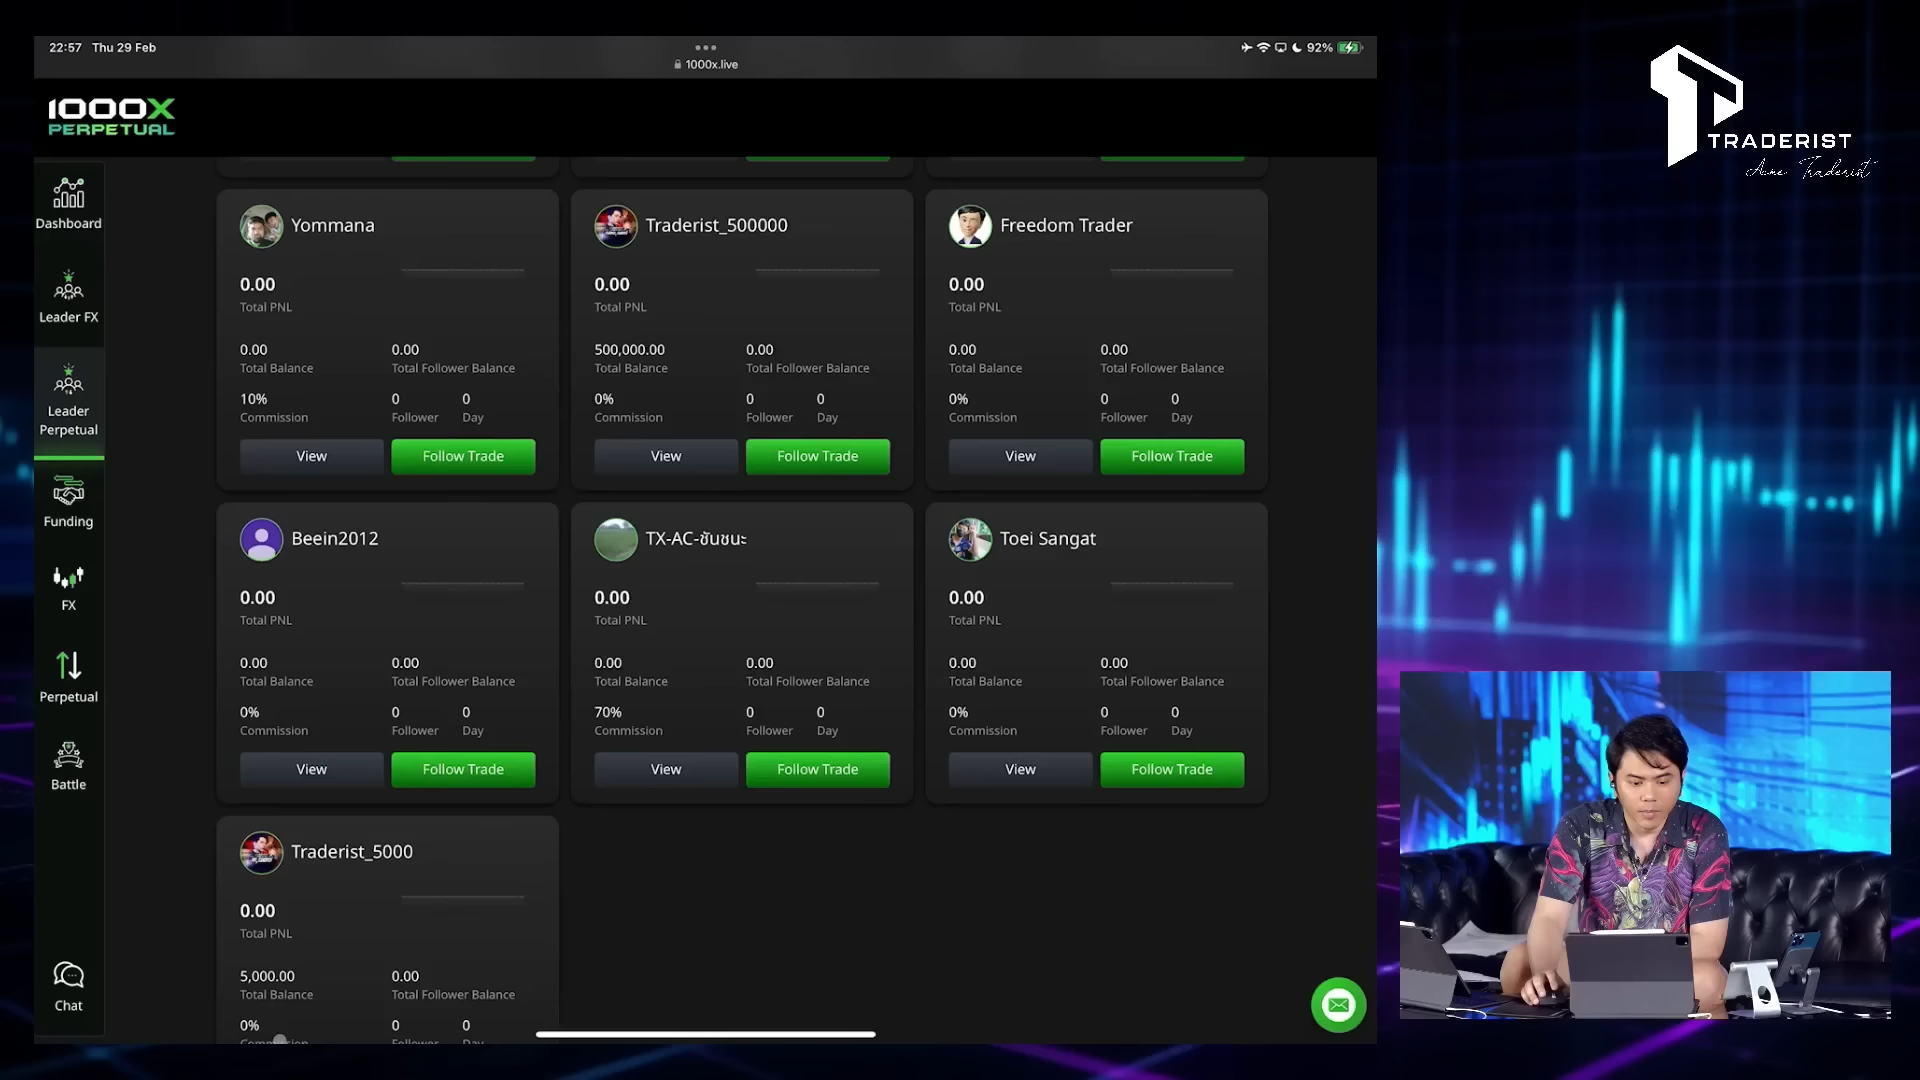 22:57 Thu 29 Feb
92%
1000x.live
1000X
PERPETUAL
TRADERIST
Acme Traderist
Dashboard
Leader FX
Leader
Perpetual
Funding
FX
Perpetual
Battle
Chat
Yommana
0.00
Total PNL
0.00 0.00
Total Balance Total Follower Balance
10% 0 0
Commission Follower Day
View Follow Trade
Traderist_500000
0.00
Total PNL
500,000.00 0.00
Total Balance Total Follower Balance
0% 0 0
Commission Follower Day
View Follow Trade
Freedom Trader
0.00
Total PNL
0.00 0.00
Total Balance Total Follower Balance
0% 0 0
Commission Follower Day
View Follow Trade
Beein2012
0.00
Total PNL
0.00 0.00
Total Balance Total Follower Balance
0% 0 0
Commission Follower Day
View Follow Trade
TX-AC-ชันชนะ
0.00
Total PNL
0.00 0.00
Total Balance Total Follower Balance
70% 0 0
Commission Follower Day
View Follow Trade
Toei Sangat
0.00
Total PNL
0.00 0.00
Total Balance Total Follower Balance
0% 0 0
Commission Follower Day
View Follow Trade
Traderist_5000
0.00
Total PNL
5,000.00 0.00
Total Balance Total Follower Balance
0% 0 0
Commission Follower Day